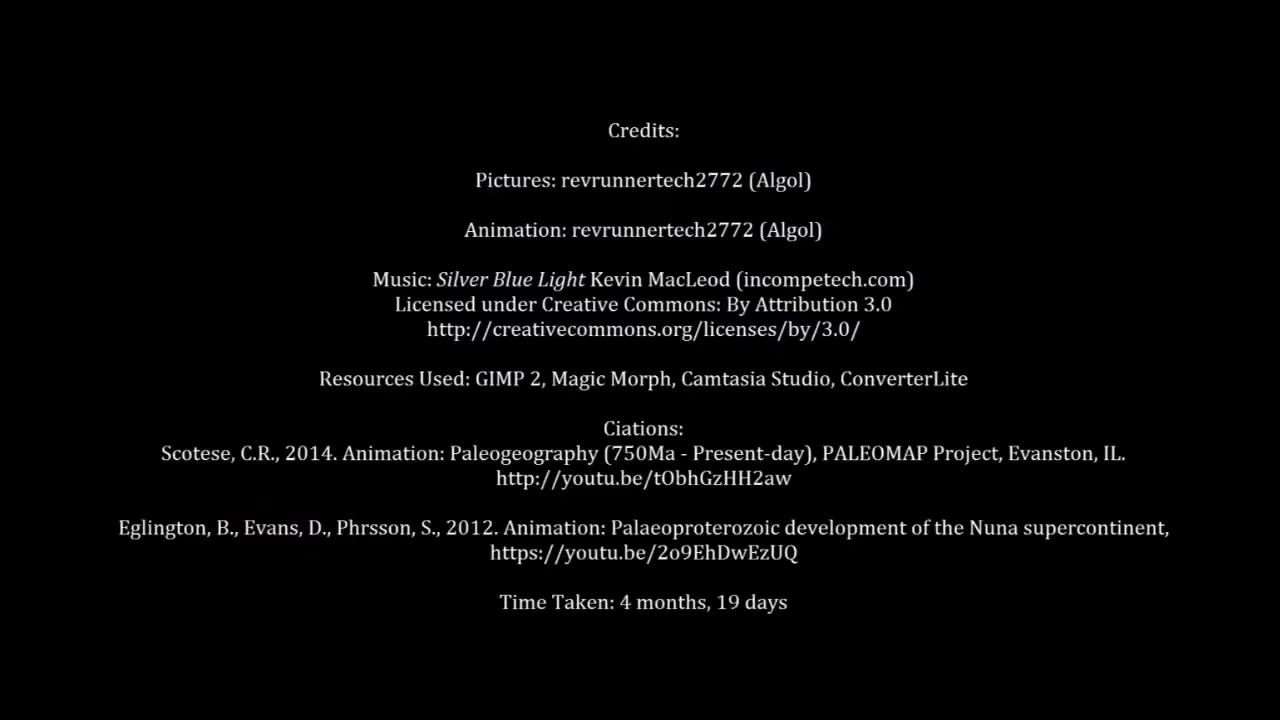 Credits:
Pictures: revrunnertech2772 (Algol)
Animation: revrunnertech2772 (Algol)
Music: Silver Blue Light Kevin MacLeod (incompetech.com)
Licensed under Creative Commons: By Attribution 3.0
http://creativecommons.org/licenses/by/3.0/
Resources Used: GIMP 2, Magic Morph, Camtasia Studio, ConverterLite
Ciations:
Scotese, C.R., 2014. Animation: Paleogeography (750Ma - Present-day), PALEOMAP Project, Evanston, IL.
http://youtu.be/tObhGzHH2aw
Eglington, B., Evans, D., Phrsson, S., 2012. Animation: Palaeoproterozoic development of the Nuna supercontinent,
https://youtu.be/2o9EhDwEzUQ
Time Taken: 4 months, 19 days